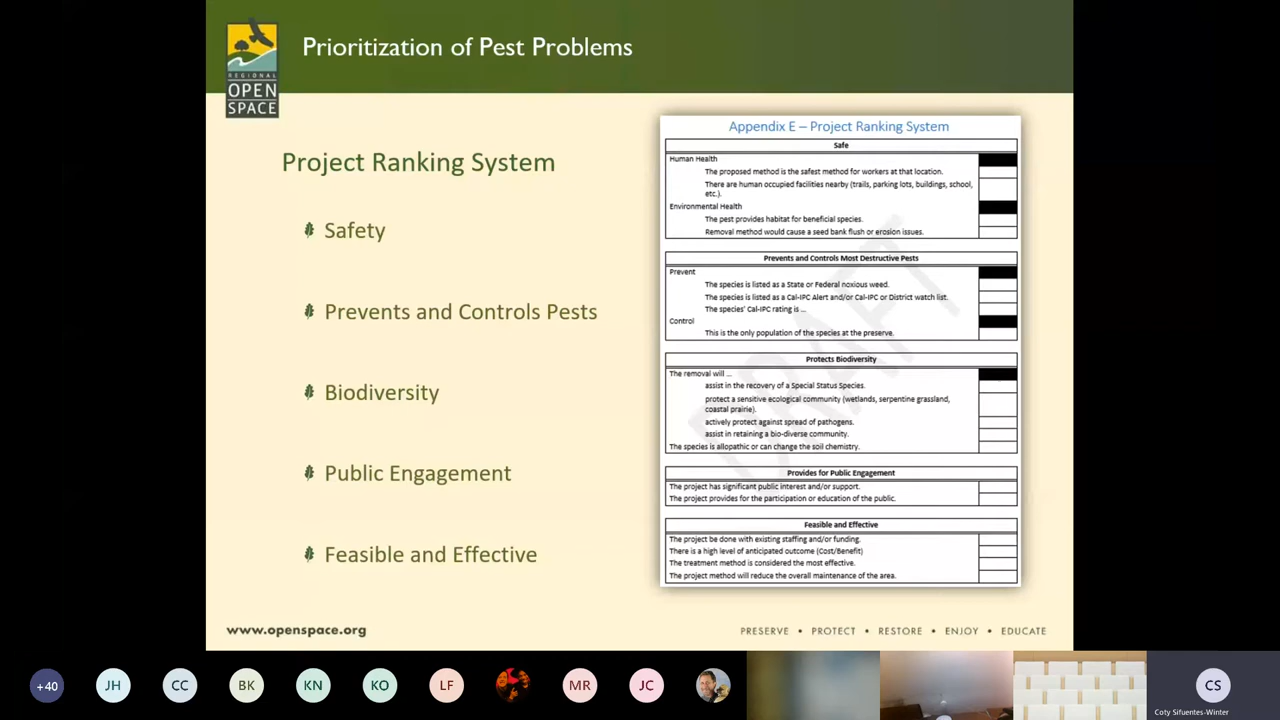 Prioritization of Pest Problems
REGIONAL
OPEN
SPACE
Project Ranking System
Safety
Prevents and Controls Pests
Biodiversity
Public Engagement
Feasible and Effective
Appendix E – Project Ranking System
Safe
Human Health
The proposed method is the safest method for workers at that location.
There are human occupied facilities nearby (trails, parking lots, buildings, school,
etc.).
Environmental Health
The pest provides habitat for beneficial species.
Removal method would cause a seed bank flush or erosion issues.
Prevents and Controls Most Destructive Pests
Prevent
The species is listed as a State or Federal noxious weed.
The species is listed as a Cal-IPC Alert and/or Cal-IPC or District watch list.
The species' Cal-IPC rating is ...
Control
This is the only population of the species at the preserve.
Protects Biodiversity
The removal will ...
assist in the recovery of a Special Status Species.
protect a sensitive ecological community (wetlands, serpentine grassland,
coastal prairie).
actively protect against spread of pathogens.
assist in retaining a bio-diverse community.
The species is allopathic or can change the soil chemistry.
Provides for Public Engagement
The project has significant public interest and/or support.
The project provides for the participation or education of the public.
Feasible and Effective
The project be done with existing staffing and/or funding.
There is a high level of anticipated outcome (Cost/Benefit)
The treatment method is considered the most effective.
The project method will reduce the overall maintenance of the area.
DRAFT
www.openspace.org
PRESERVE • PROTECT • RESTORE • ENJOY • EDUCATE
+40
JH
CC
BK
KN
KO
LF
MR
JC
CS
Coty Sifuentes-Winter